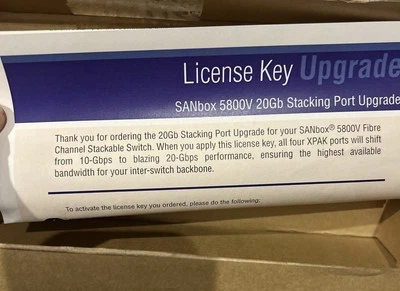 License Key Upgrade
SANbox 5800V 20Gb Stacking Port Upgrade
Thank you for ordering the 20Gb Stacking Port Upgrade for your SANbox® 5800V Fibre
Channel Stackable Switch. When you apply this license key, all four XPAK ports will shift
from 10-Gbps to blazing 20-Gbps performance, ensuring the highest available
bandwidth for your inter-switch backbone.
To activate the license key you ordered, please do the following: